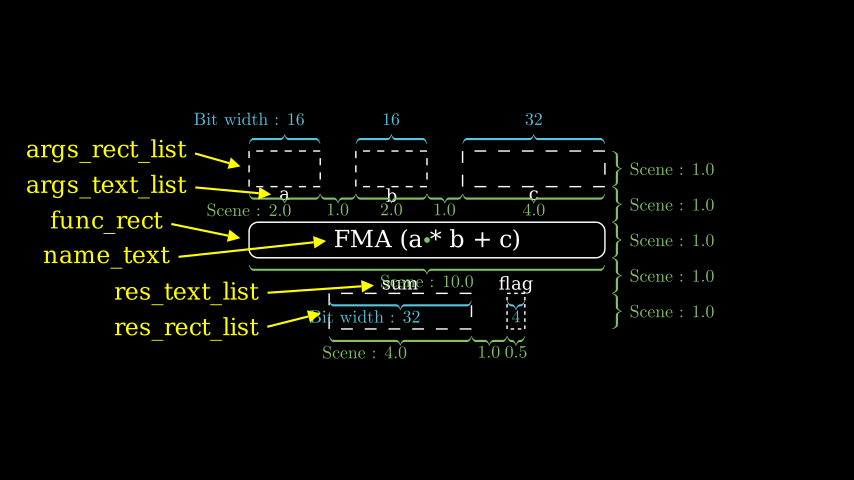 Bit width : 16 16 32
args_rect_list
Scene : 1.0
args_text_list a b c
Scene : 2.0 1.0 2.0 1.0 4.0 Scene : 1.0
func_rect
name_text FMA (a * b + c) Scene : 1.0
Scene : 10.0 Scene : 1.0
res_text_list sum flag
Bit width : 32 4 Scene : 1.0
res_rect_list
Scene : 4.0 1.0 0.5